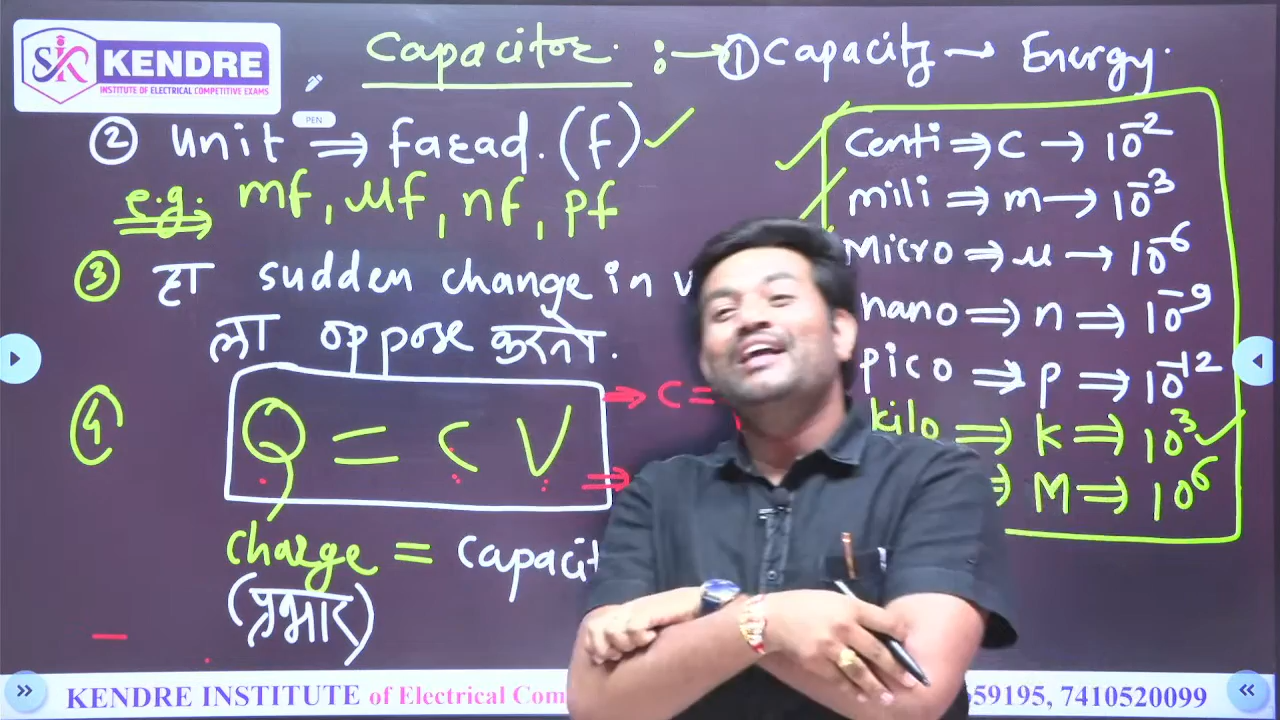 KENDRE
INSTITUTE OF ELECTRICAL COMPETITIVE EXAMS
Capacitor :→ ① Capacity → Energy.
PEN
② Unit ⇒ farad. (f) ✓
e.g. mf, μf, nf, pf
③ हा sudden change in v
ला oppose करतो.
④ Q = C V
⇒ C =
⇒
charge = capacit
(प्रभार)
Centi ⇒ C → 10⁻²
mili ⇒ m → 10⁻³
Micro ⇒ μ → 10⁻⁶
nano ⇒ n ⇒ 10⁻⁹
pico ⇒ p ⇒ 10⁻¹²
kilo ⇒ k ⇒ 10³ ✓
⇒ M ⇒ 10⁶
KENDRE INSTITUTE of Electrical Com
59195, 7410520099